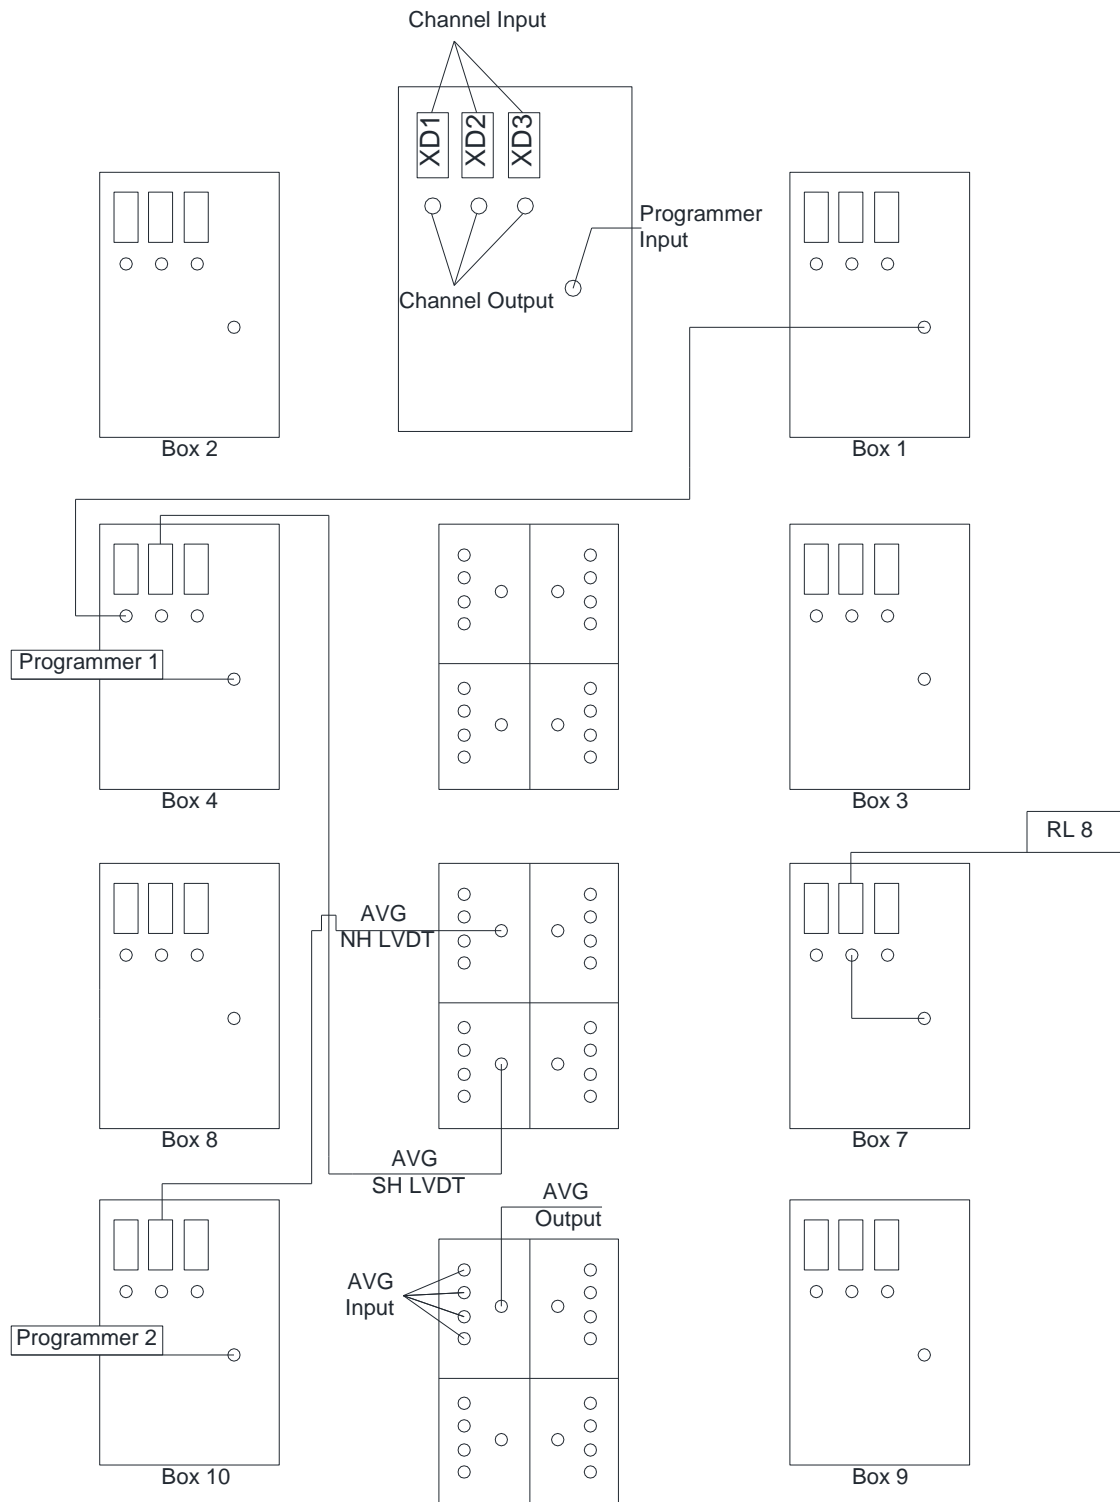 Channel Input
XD1
XD2
XD3
Programmer
Input
Channel Output
Box 2
Box 1
Programmer 1
Box 4
Box 3
RL 8
AVG
NH LVDT
Box 8
Box 7
AVG
SH LVDT
AVG
Output
AVG
Input
Programmer 2
Box 10
Box 9